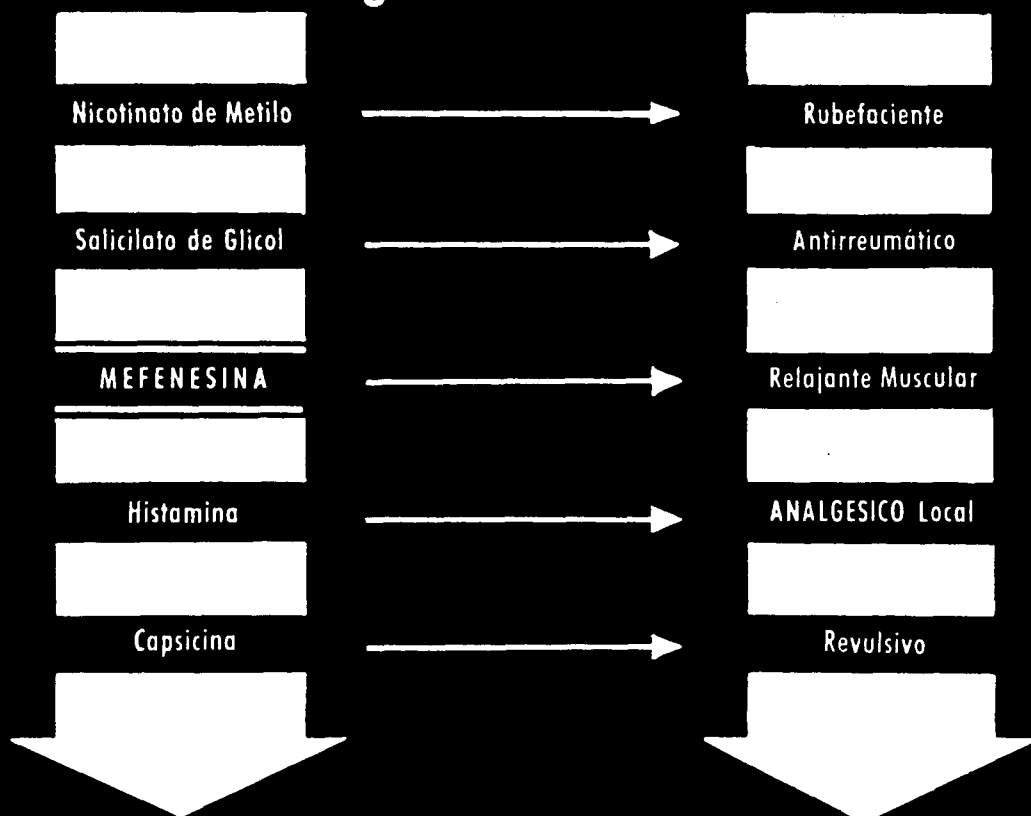 Nicotinato de Metilo
Rubefaciente
Salicilato de Glicol
Antirreumático
MEFENESINA
Relajante Muscular
Histamina
ANALGESICO Local
Capsicina
Revulsivo